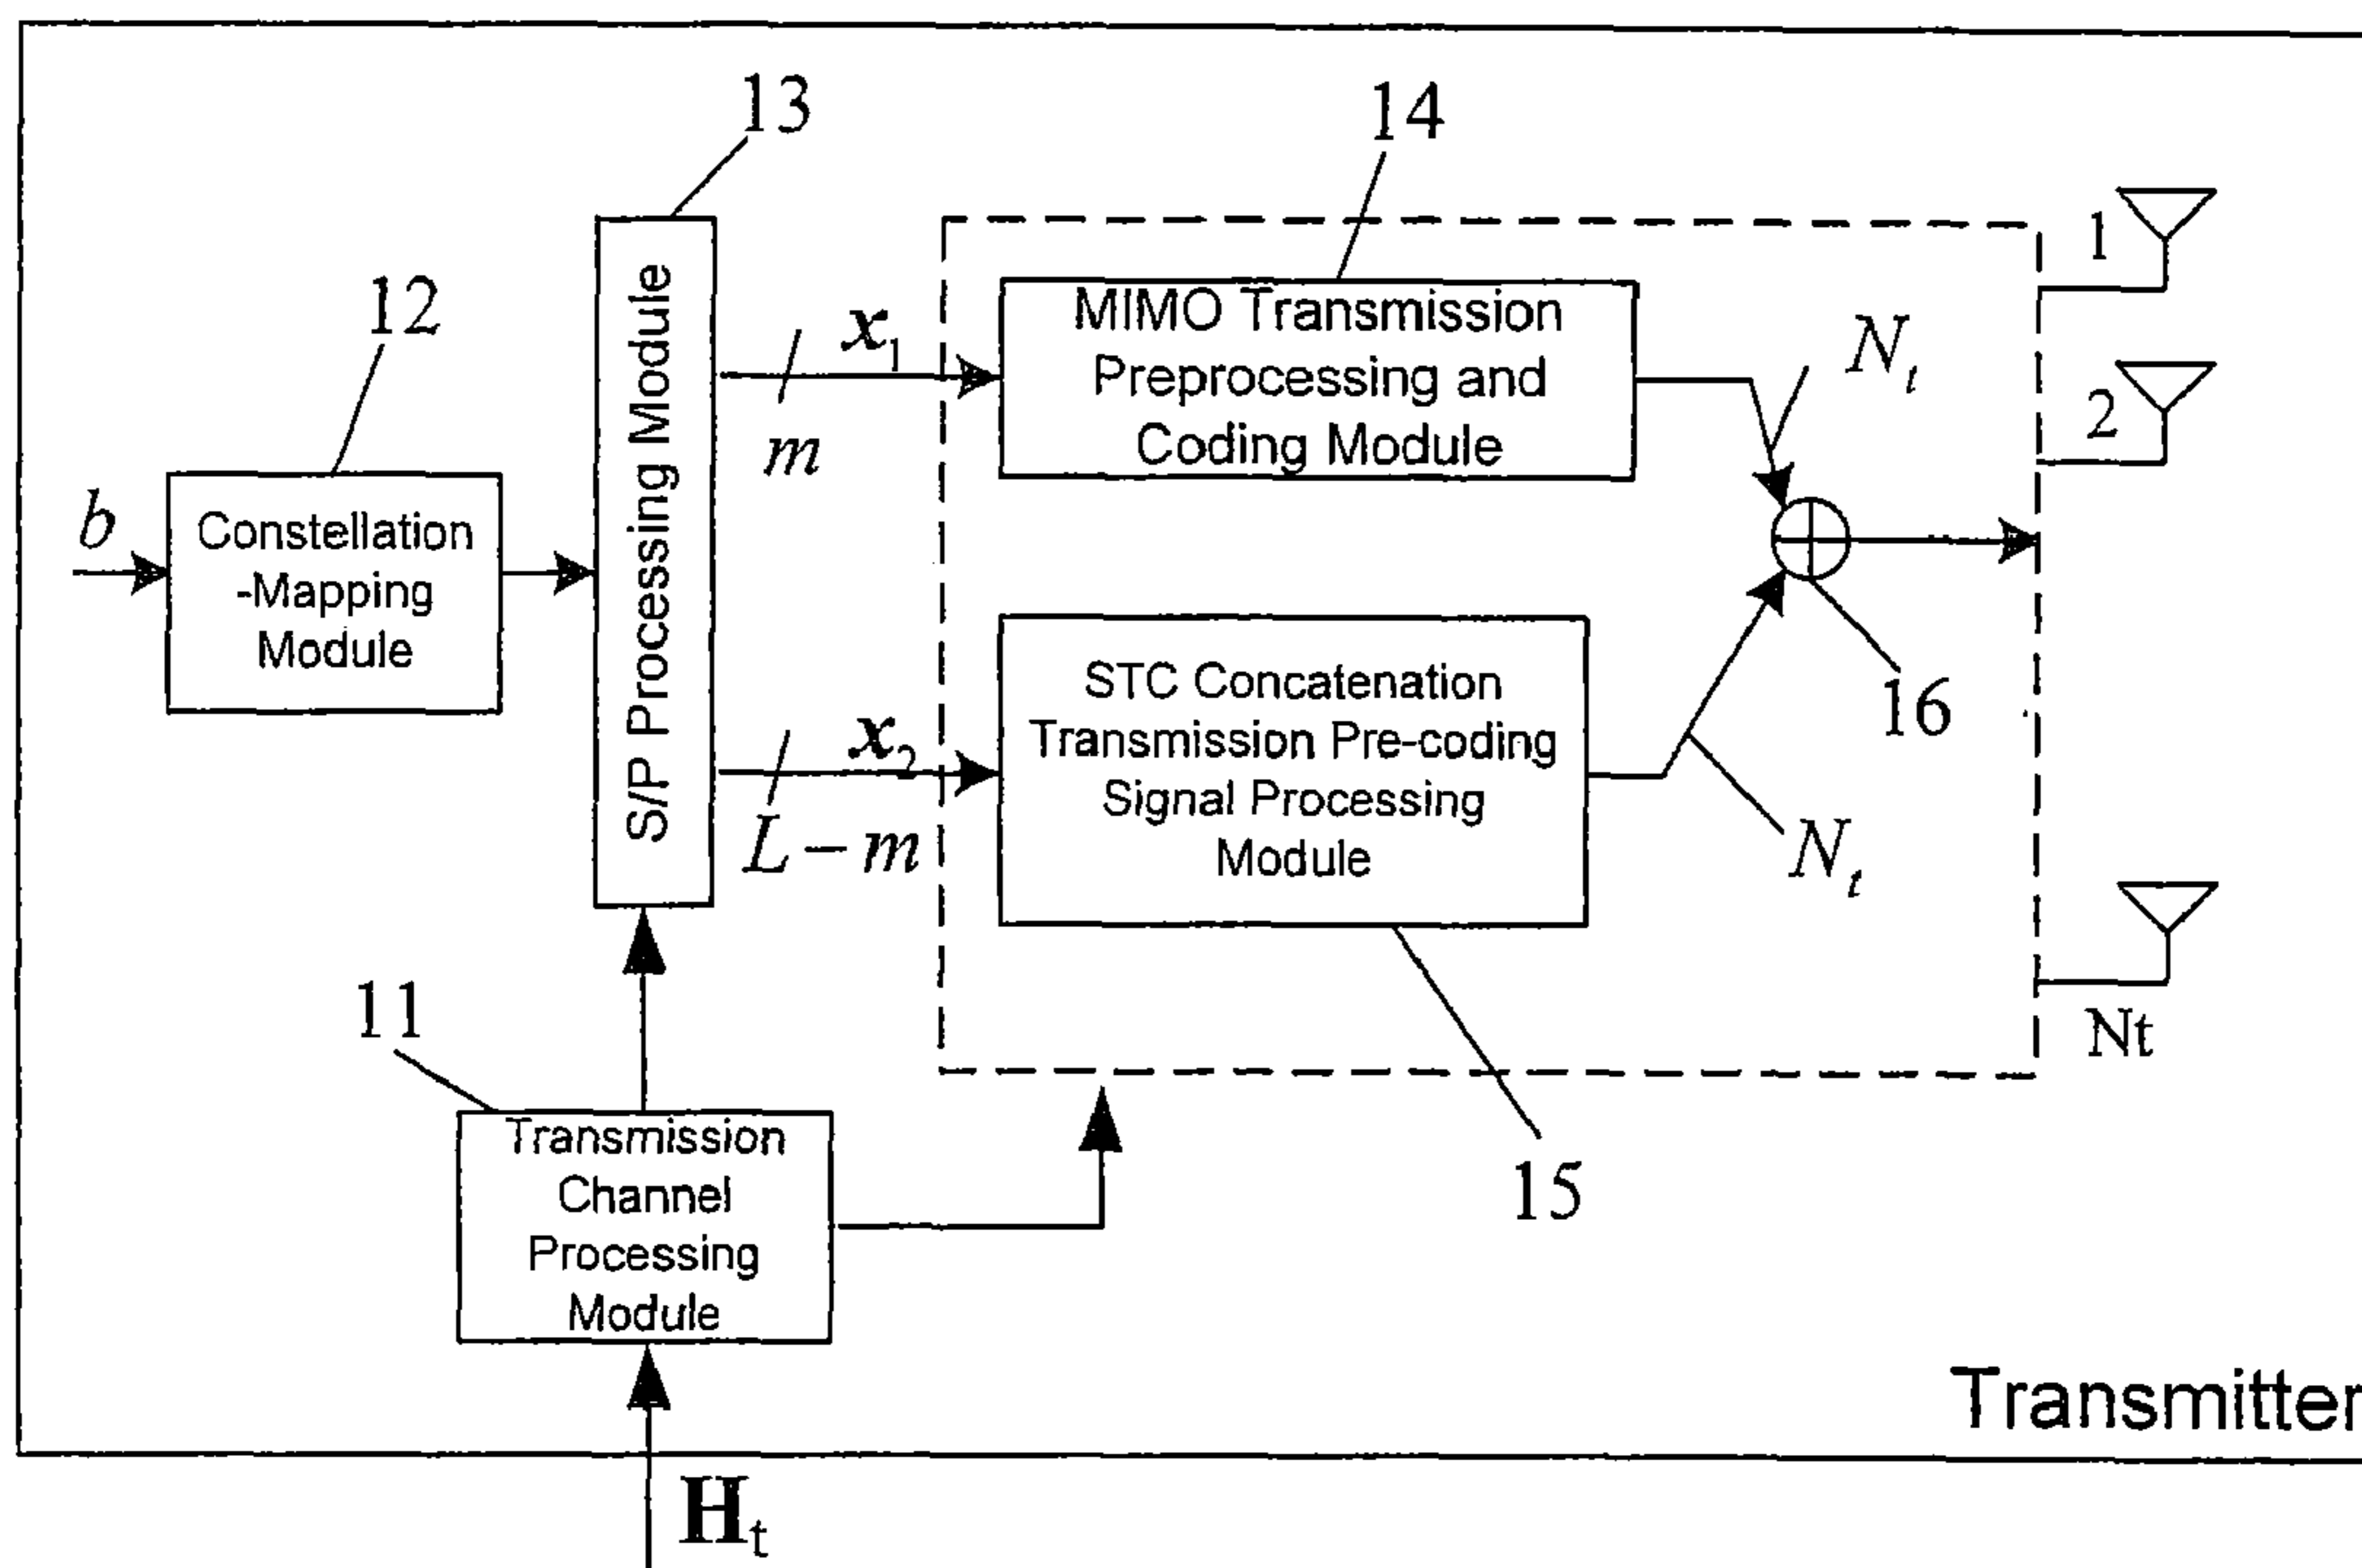 13
14
12
1
x1
Nt
MIMO Transmission
Preprocessing and
Coding Module
m
2
b
Constellation
-Mapping
Module
S/P Processing Module
STC Concatenation
Transmission Pre-coding
Signal Processing
Module
x2
L-m
16
Nt
11
Nt
Transmission
Channel
Processing
Module
15
Transmitter
Ht